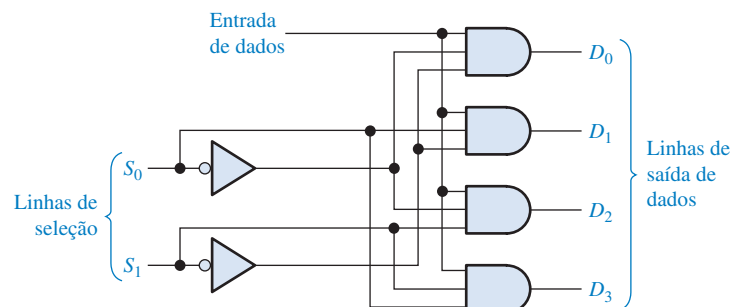 Entrada
de dados
D0
D1
Linhas de
saída de
dados
S0
Linhas de
seleção
D2
S1
D3